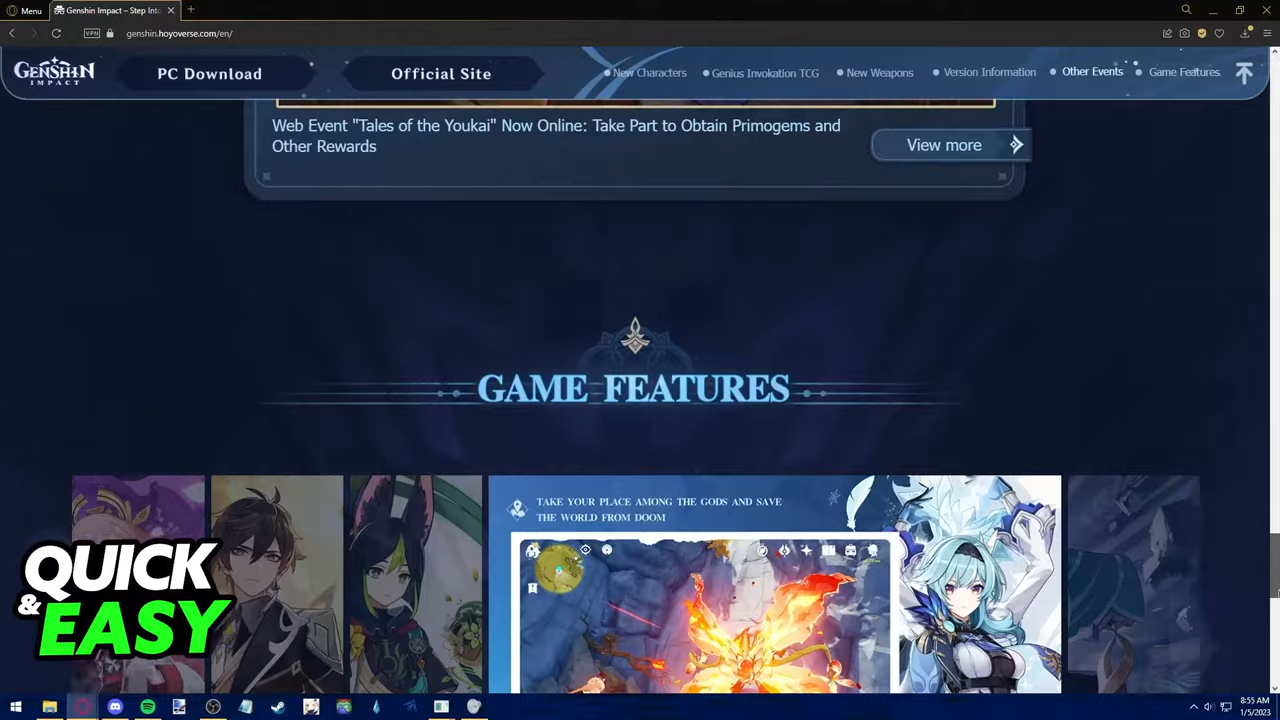 Menu
Genshin Impact – Step Into
VPN
genshin.hoyoverse.com/en/
GENSHIN
IMPACT
PC Download
Official Site
New Characters
Genius Invokation TCG
New Weapons
Version Information
Other Events
Game Features
Web Event "Tales of the Youkai" Now Online: Take Part to Obtain Primogems and
Other Rewards
View more
GAME FEATURES
TAKE YOUR PLACE AMONG THE GODS AND SAVE
THE WORLD FROM DOOM
QUICK
& EASY
8:55 AM
1/5/2023